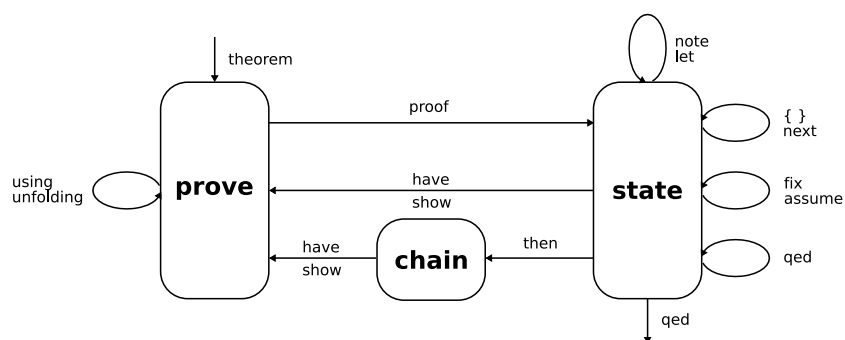 note
let
theorem
proof
{ }
next
using
unfolding
prove
have
show
state
fix
assume
have
show
chain
then
qed
qed